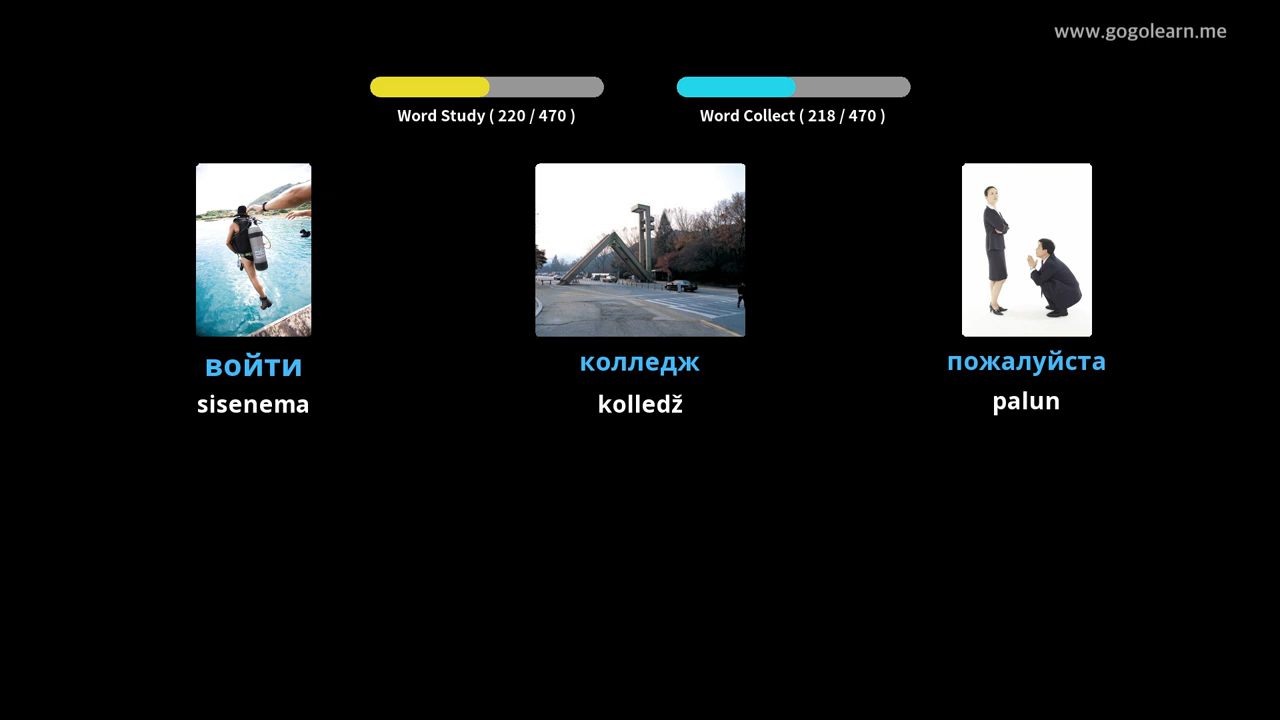 www.gogolearn.me
Word Study ( 220 / 470 )
Word Collect ( 218 / 470 )
войти
колледж
пожалуйста
sisenema
kolledž
palun